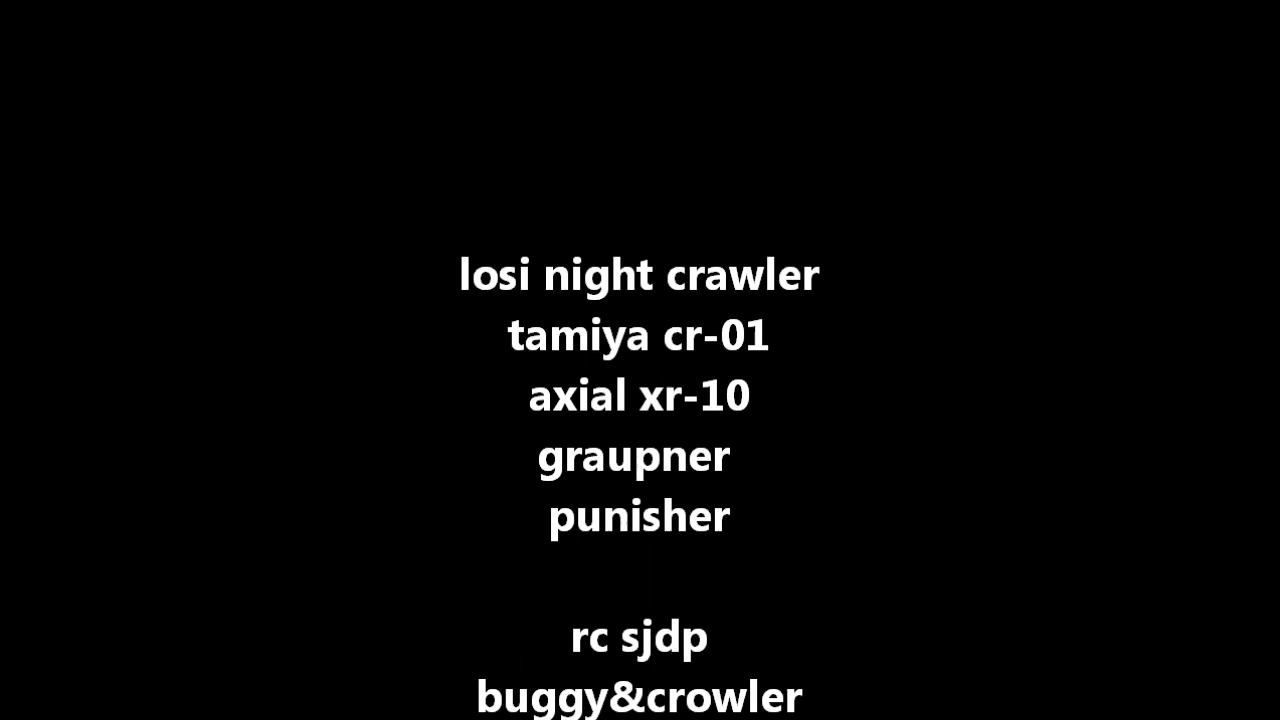 losi night crawler
tamiya cr-01
axial xr-10
graupner
punisher
rc sjdp
buggy&crowler